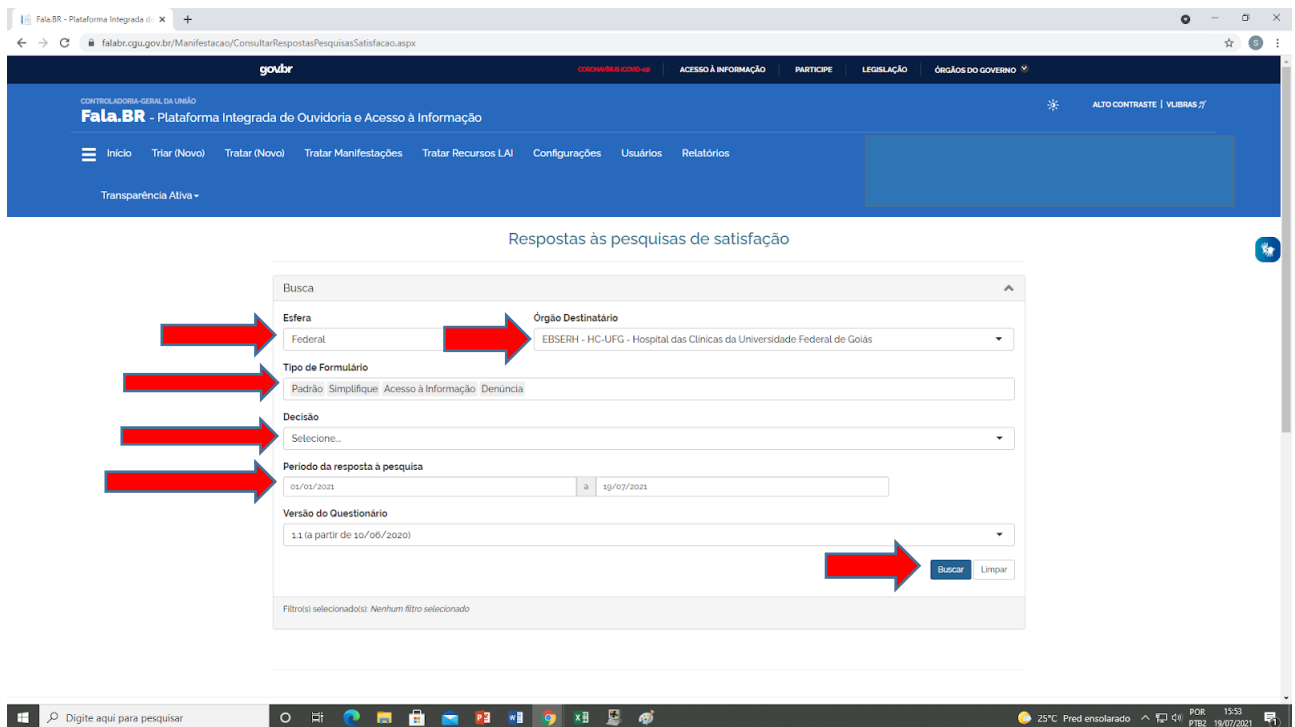 Fala.BR - Plataforma Integrada de
falabr.cgu.gov.br/Manifestacao/ConsultarRespostasPesquisasSatisfacao.aspx
S
govbr
CORONAVÍRUS (COVID-19) ACESSO À INFORMAÇÃO PARTICIPE LEGISLAÇÃO ÓRGÃOS DO GOVERNO
CONTROLADORIA-GERAL DA UNIÃO
Fala.BR - Plataforma Integrada de Ouvidoria e Acesso à Informação
ALTO CONTRASTE | VLIBRAS
Início Triar (Novo) Tratar (Novo) Tratar Manifestações Tratar Recursos LAI Configurações Usuários Relatórios
Transparência Ativa
Respostas às pesquisas de satisfação
Busca
Esfera Órgão Destinatário
Federal EBSERH - HC-UFG - Hospital das Clínicas da Universidade Federal de Goiás
Tipo de Formulário
Padrão Simplifique Acesso à Informação Denúncia
Decisão
Selecione...
Período da resposta à pesquisa
01/01/2021 a 19/07/2021
Versão do Questionário
1.1 (a partir de 10/06/2020)
Buscar Limpar
Filtro(s) selecionado(s): Nenhum filtro selecionado
Digite aqui para pesquisar
25°C Pred ensolarado
POR 15:53
PTB2 19/07/2021